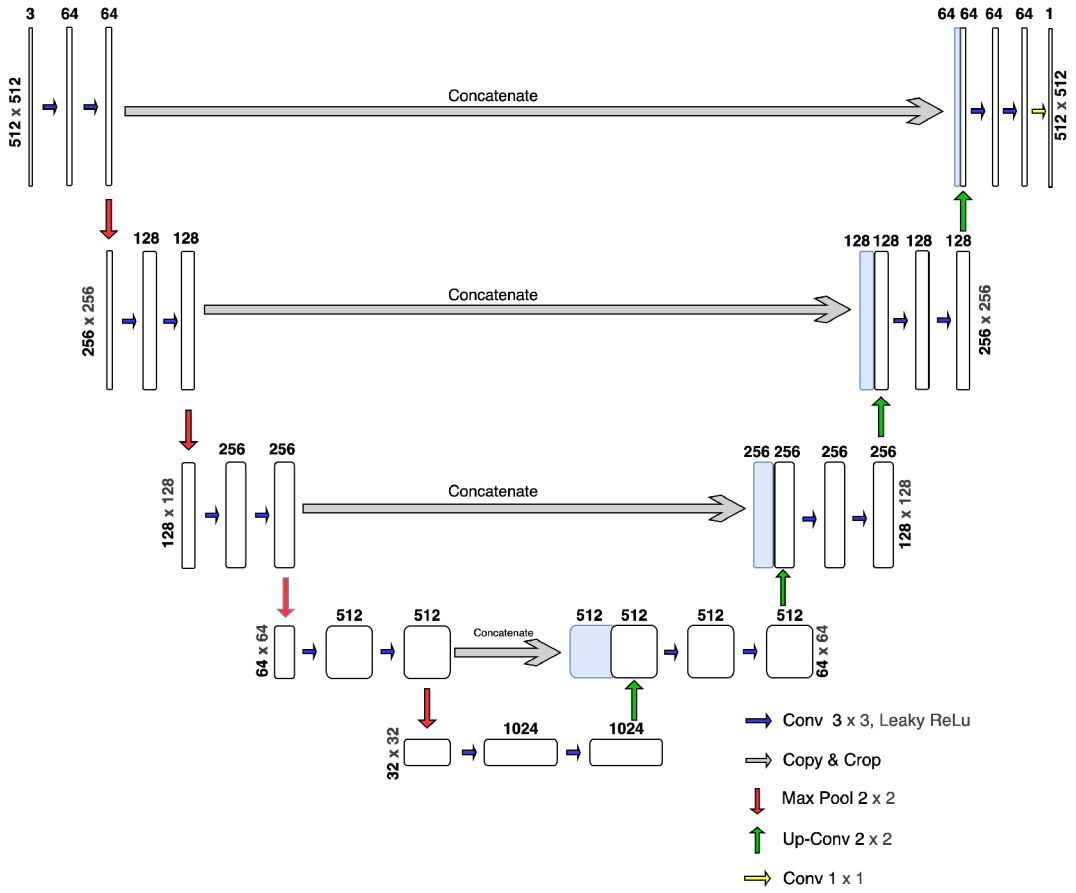 3 64 64
64 64 64 64 1
512 x 512
Concatenate
512 x 512
128 128
128 128 128 128
256 x 256
Concatenate
256 x 256
256 256
256 256 256 256
128 x 128
Concatenate
128 x 128
512 512
512 512 512 512
64 x 64
Concatenate
64 x 64
1024 1024
32 x 32
Conv 3 x 3, Leaky ReLu
Copy & Crop
Max Pool 2 x 2
Up-Conv 2 x 2
Conv 1 x 1